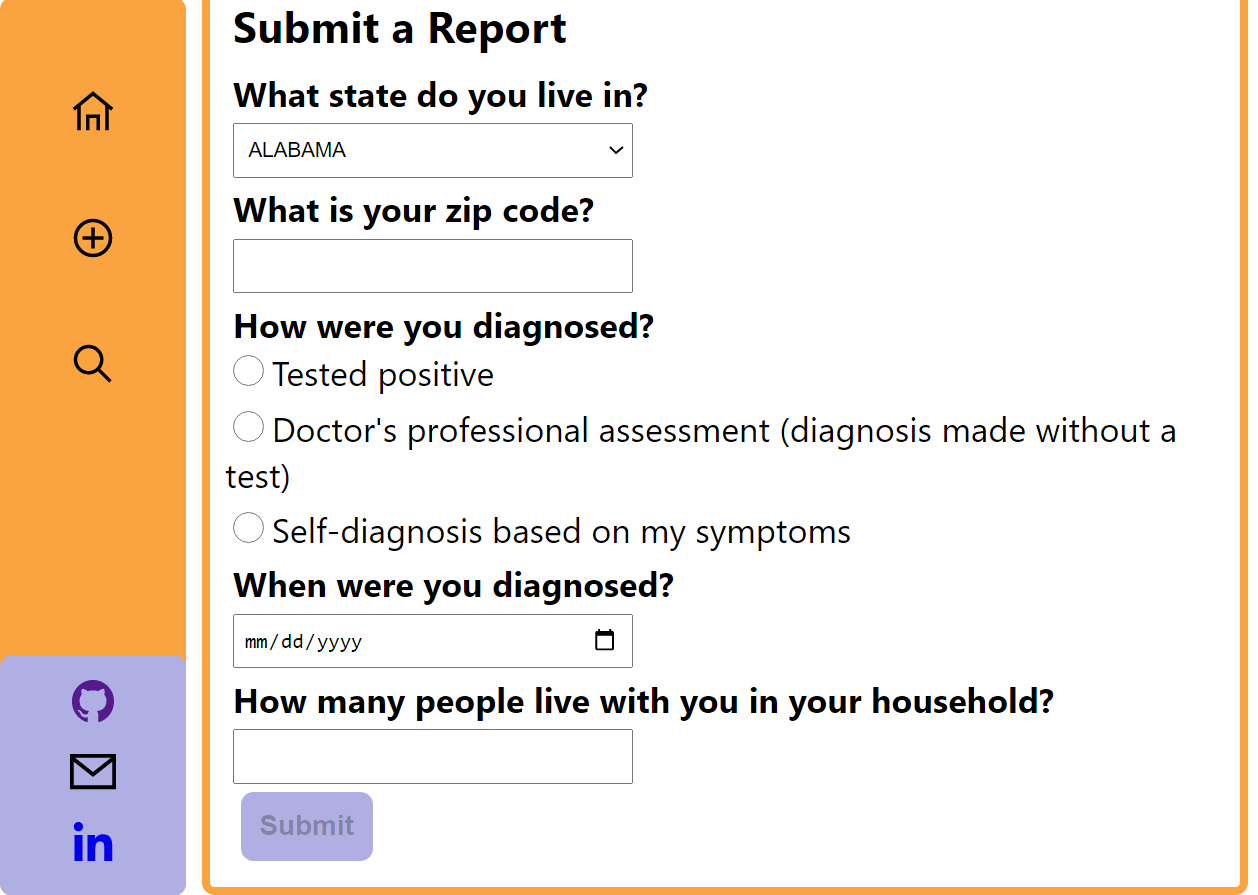 Submit a Report
What state do you live in?
ALABAMA
What is your zip code?
How were you diagnosed?
Tested positive
Doctor's professional assessment (diagnosis made without a
test)
Self-diagnosis based on my symptoms
When were you diagnosed?
mm/dd/yyyy
How many people live with you in your household?
Submit
in